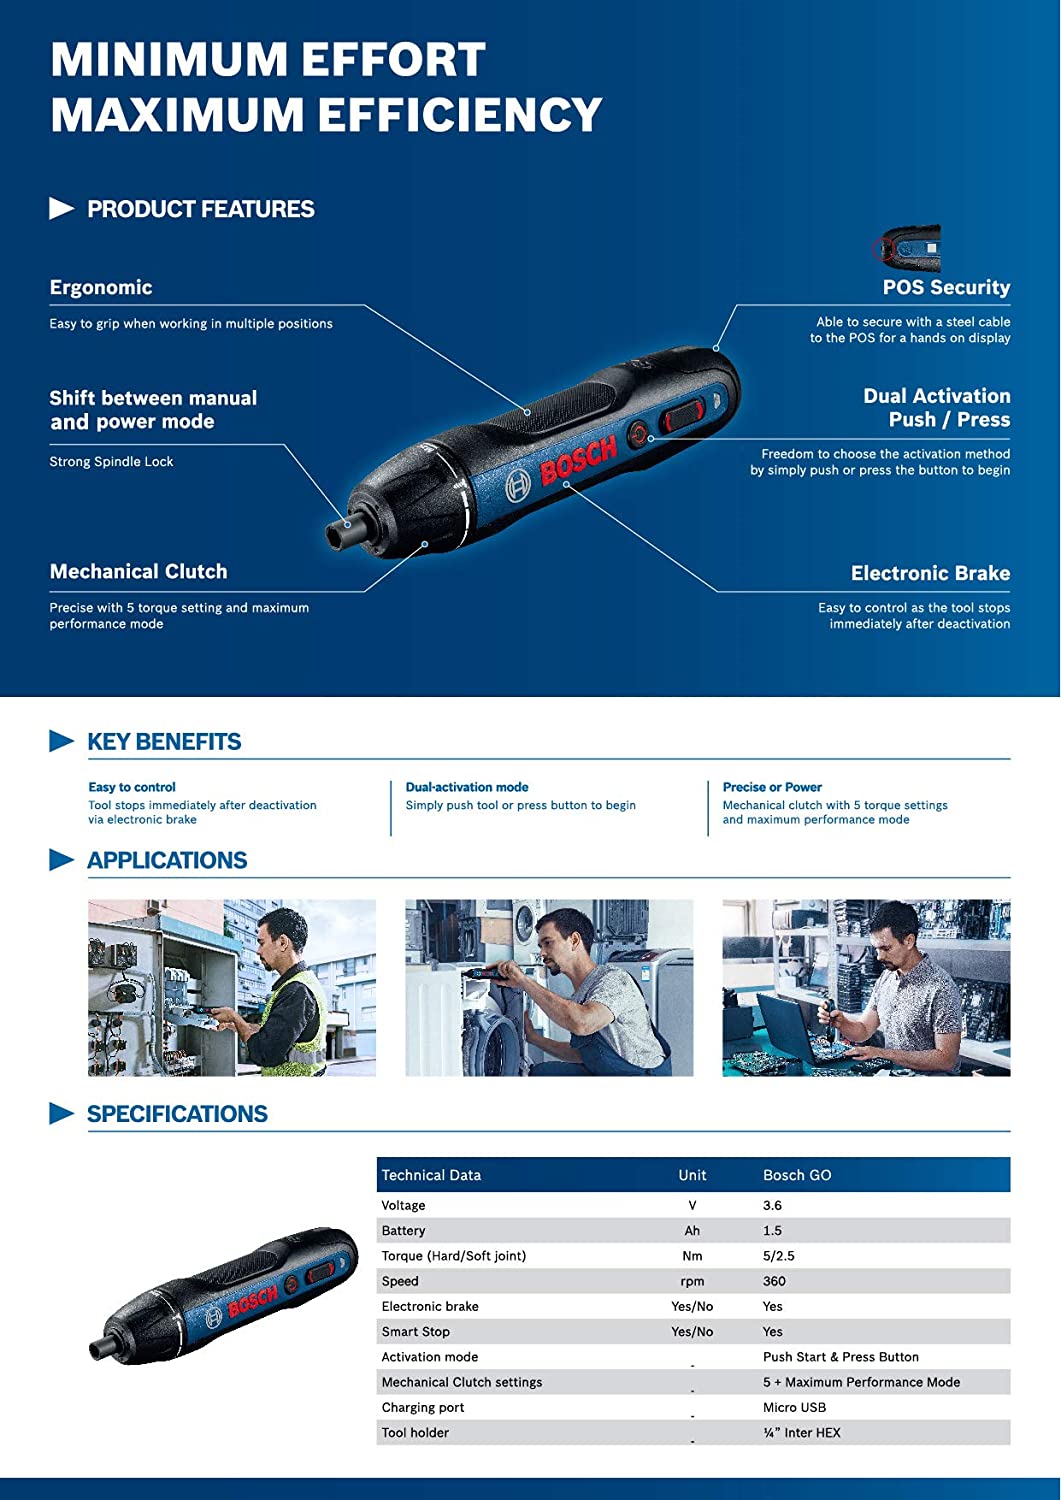 MINIMUM EFFORT
MAXIMUM EFFICIENCY
PRODUCT FEATURES
Ergonomic
Easy to grip when working in multiple positions
POS Security
Able to secure with a steel cable
to the POS for a hands on display
Shift between manual
and power mode
Strong Spindle Lock
Dual Activation
Push / Press
Freedom to choose the activation method
by simply push or press the button to begin
BOSCH
Mechanical Clutch
Precise with 5 torque setting and maximum
performance mode
Electronic Brake
Easy to control as the tool stops
immediately after deactivation
KEY BENEFITS
Easy to control
Tool stops immediately after deactivation
via electronic brake
Dual-activation mode
Simply push tool or press button to begin
Precise or Power
Mechanical clutch with 5 torque settings
and maximum performance mode
APPLICATIONS
SPECIFICATIONS
BOSCH
Technical Data Unit Bosch GO
Voltage V 3.6
Battery Ah 1.5
Torque (Hard/Soft joint) Nm 5/2.5
Speed rpm 360
Electronic brake Yes/No Yes
Smart Stop Yes/No Yes
Activation mode - Push Start & Press Button
Mechanical Clutch settings - 5 + Maximum Performance Mode
Charging port - Micro USB
Tool holder - ¼” Inter HEX